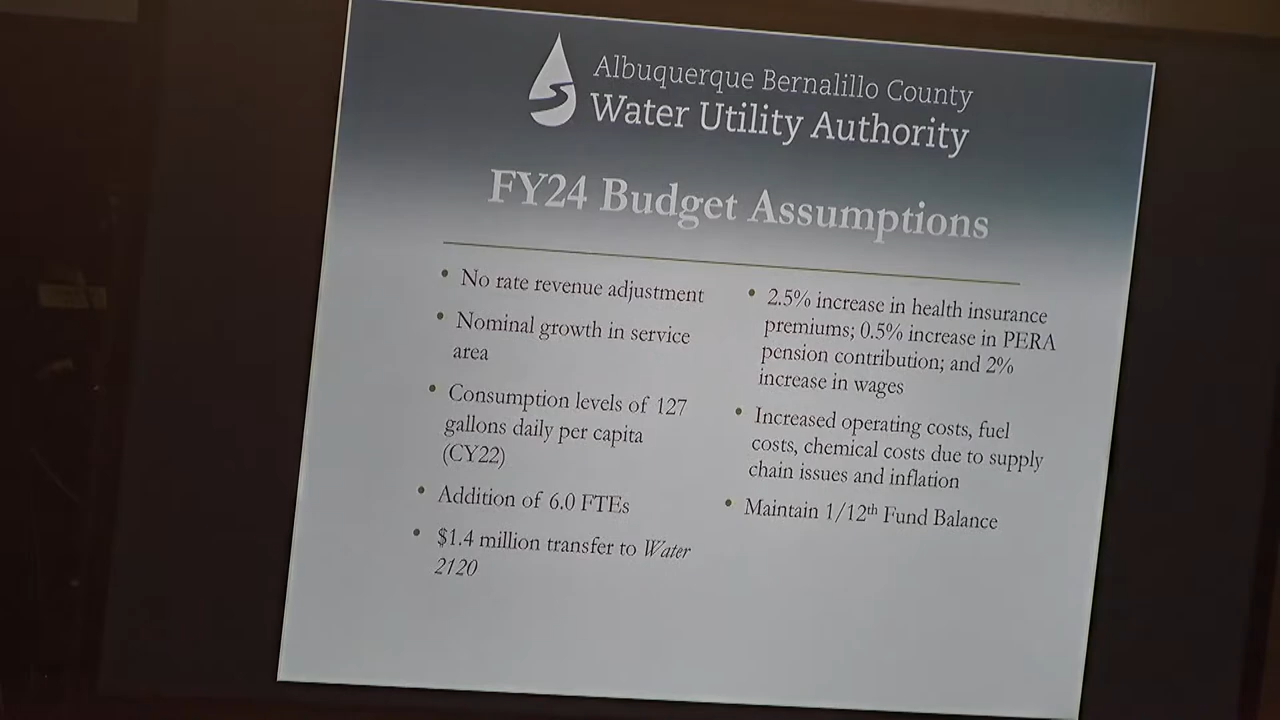 Albuquerque Bernalillo County
Water Utility Authority
FY24 Budget Assumptions
• No rate revenue adjustment
• Nominal growth in service
area
• Consumption levels of 127
gallons daily per capita
(CY22)
• Addition of 6.0 FTEs
• $1.4 million transfer to Water
2120
• 2.5% increase in health insurance
premiums; 0.5% increase in PERA
pension contribution; and 2%
increase in wages
• Increased operating costs, fuel
costs, chemical costs due to supply
chain issues and inflation
• Maintain 1/12th Fund Balance